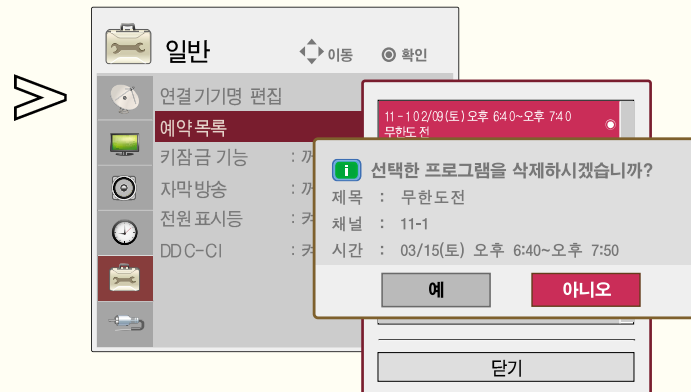 일반
이동
확인
연결기기명 편집
예약목록
키잠금 기능 :
자막방송 :
전원표시등 :
DDC-CI :
11-1 02/09(토) 오후 6:40~오후 7:40
무한도전
선택한 프로그램을 삭제하시겠습니까?
제목 : 무한도전
채널 : 11-1
시간 : 03/15(토) 오후 6:40~오후 7:50
예
아니오
닫기